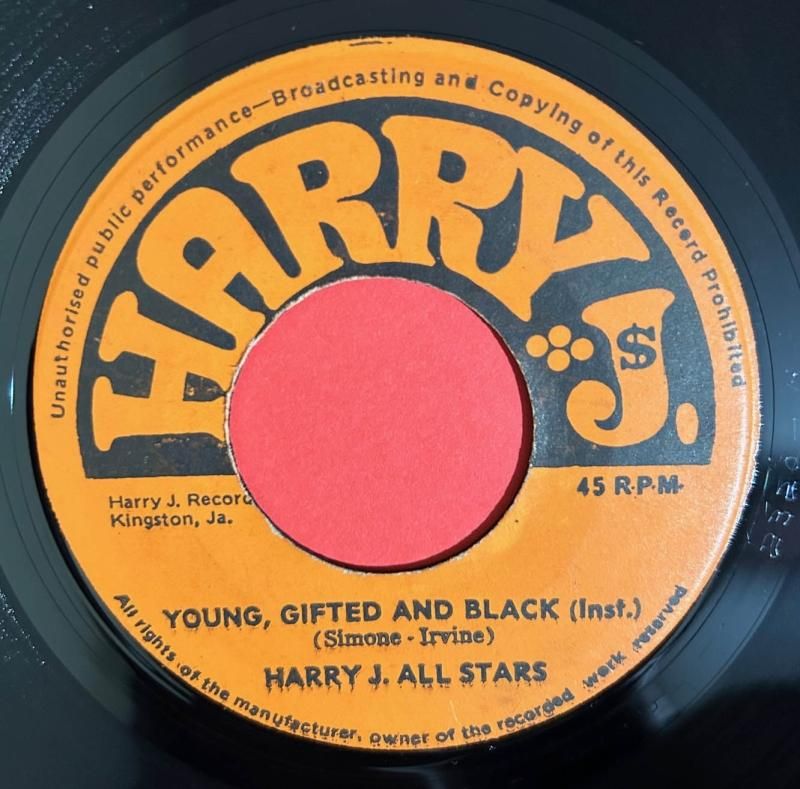 Unauthorised public performance—Broadcasting and Copying of this Record Prohibited
HARRY J.
$
Harry J. Record
Kingston, Ja.
45 R.P.M.
YOUNG, GIFTED AND BLACK (Inst.)
(Simone - Irvine)
HARRY J. ALL STARS
All rights of the manufacturer, owner of the recorded work reserved